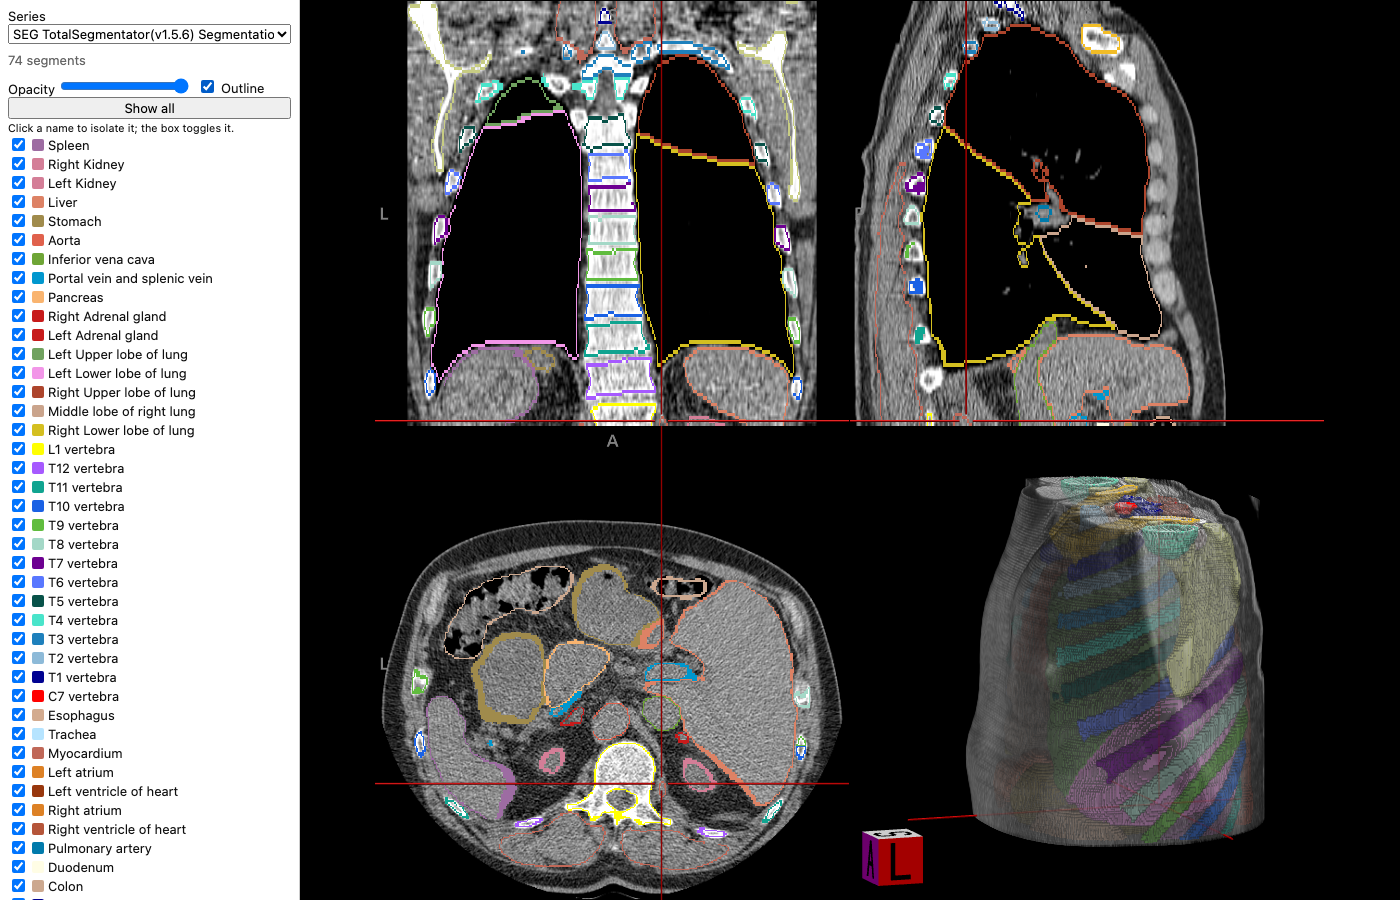 Series
SEG TotalSegmentator(v1.5.6) Segmentatio
74 segments
Opacity
Outline
Show all
Click a name to isolate it; the box toggles it.
Spleen
Right Kidney
Left Kidney
Liver
Stomach
Aorta
Inferior vena cava
Portal vein and splenic vein
Pancreas
Right Adrenal gland
Left Adrenal gland
Left Upper lobe of lung
Left Lower lobe of lung
Right Upper lobe of lung
Middle lobe of right lung
Right Lower lobe of lung
L1 vertebra
T12 vertebra
T11 vertebra
T10 vertebra
T9 vertebra
T8 vertebra
T7 vertebra
T6 vertebra
T5 vertebra
T4 vertebra
T3 vertebra
T2 vertebra
T1 vertebra
C7 vertebra
Esophagus
Trachea
Myocardium
Left atrium
Left ventricle of heart
Right atrium
Right ventricle of heart
Pulmonary artery
Duodenum
Colon
L
A
L
A
L